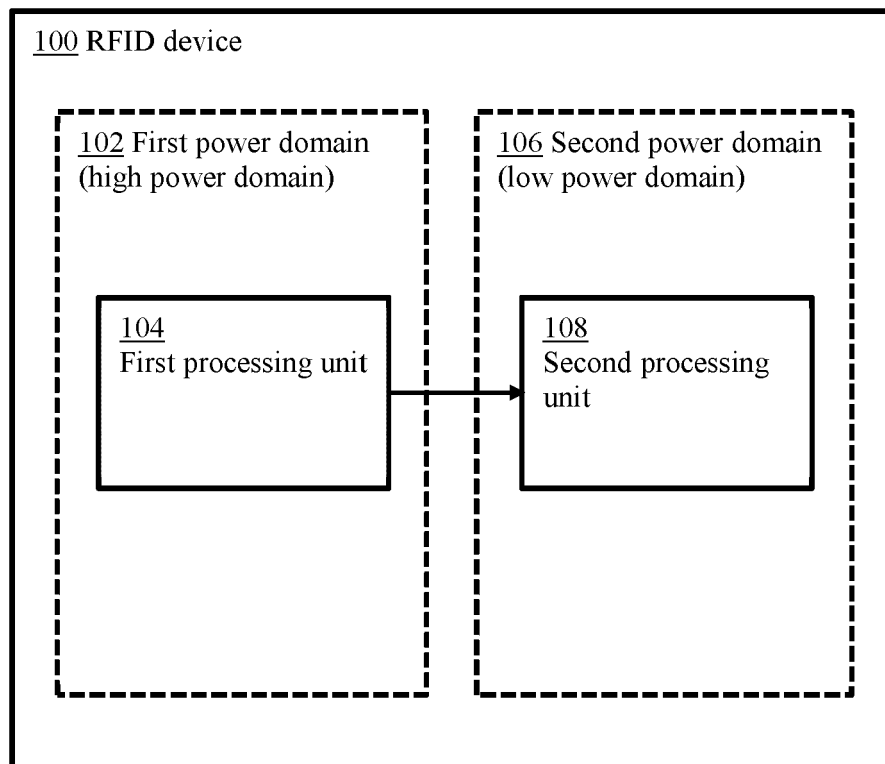 100 RFID device
102 First power domain
(high power domain)
106 Second power domain
(low power domain)
104
First processing unit
108
Second processing
unit